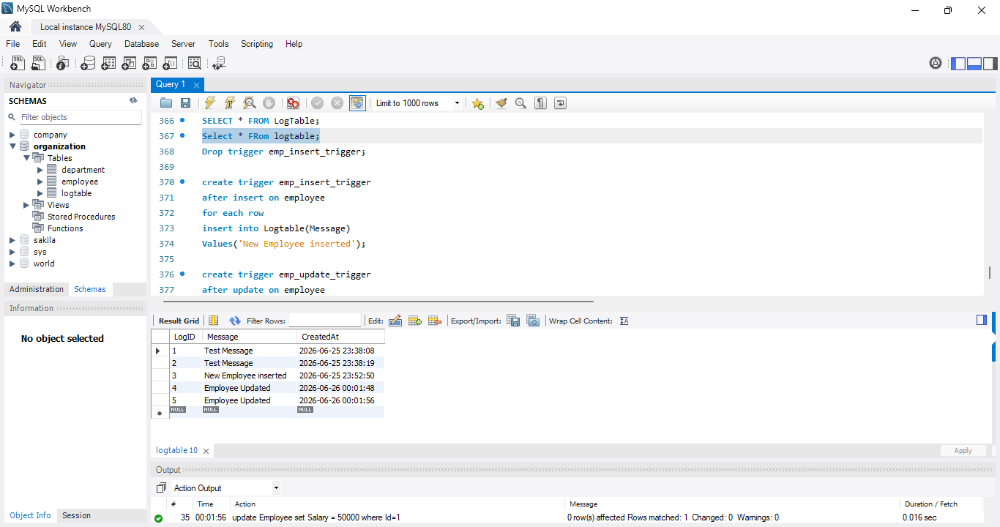 MySQL Workbench
Local instance MySQL80
File Edit View Query Database Server Tools Scripting Help
Navigator
SCHEMAS
Filter objects
company
organization
Tables
department
employee
logtable
Views
Stored Procedures
Functions
sakila
sys
world
Administration Schemas
Information
No object selected
Object Info Session
Query 1
Limit to 1000 rows
366 SELECT * FROM LogTable;
367 Select * FRom logtable;
368 Drop trigger emp_insert_trigger;
369
370 create trigger emp_insert_trigger
371 after insert on employee
372 for each row
373 insert into Logtable(Message)
374 Values('New Employee inserted');
375
376 create trigger emp_update_trigger
377 after update on employee
Result Grid Filter Rows: Edit: Export/Import: Wrap Cell Content:
LogID Message CreatedAt
1 Test Message 2026-06-25 23:38:08
2 Test Message 2026-06-25 23:38:19
3 New Employee inserted 2026-06-25 23:52:50
4 Employee Updated 2026-06-26 00:01:48
5 Employee Updated 2026-06-26 00:01:56
NULL NULL NULL
logtable 10
Apply
Output
Action Output
# Time Action Message Duration / Fetch
35 00:01:56 update Employee set Salary = 50000 where Id=1 0 row(s) affected Rows matched: 1 Changed: 0 Warnings: 0 0.016 sec